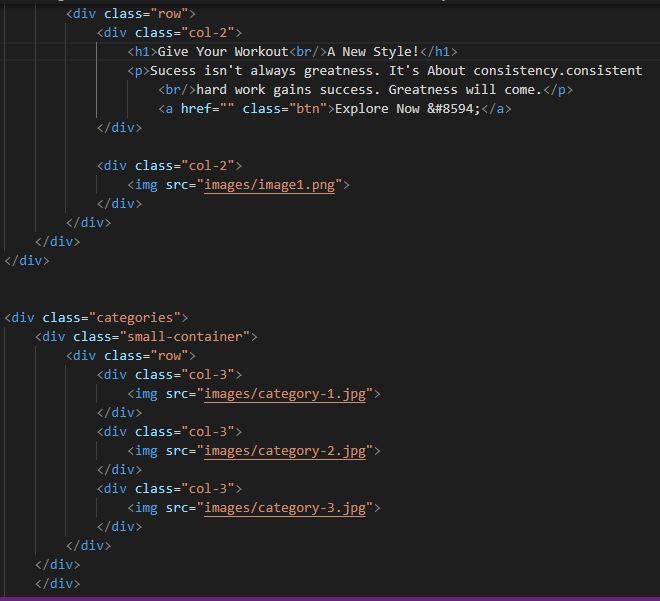 <div class="row">
<div class="col-2">
<h1>Give Your Workout<br/>A New Style!</h1>
<p>Sucess isn't always greatness. It's About consistency.consistent
<br/>hard work gains success. Greatness will come.</p>
<a href="" class="btn">Explore Now &#8594;</a>
</div>
<div class="col-2">
<img src="images/image1.png">
</div>
</div>
</div>
</div>
<div class="categories">
<div class="small-container">
<div class="row">
<div class="col-3">
<img src="images/category-1.jpg">
</div>
<div class="col-3">
<img src="images/category-2.jpg">
</div>
<div class="col-3">
<img src="images/category-3.jpg">
</div>
</div>
</div>
</div>